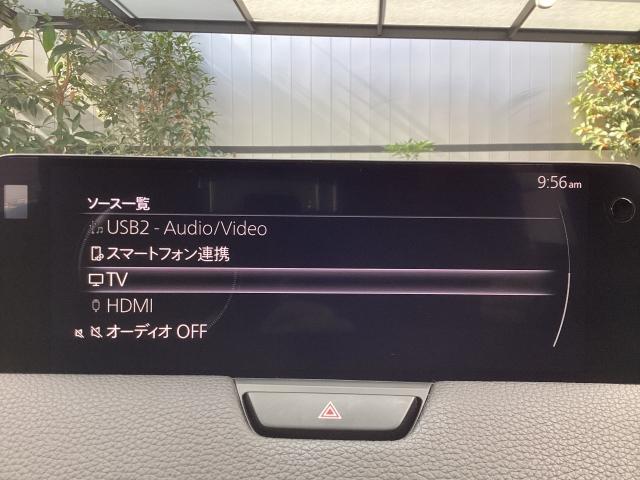 9:56am
ソース一覧
USB2 - Audio/Video
スマートフォン連携
TV
HDMI
オーディオ OFF